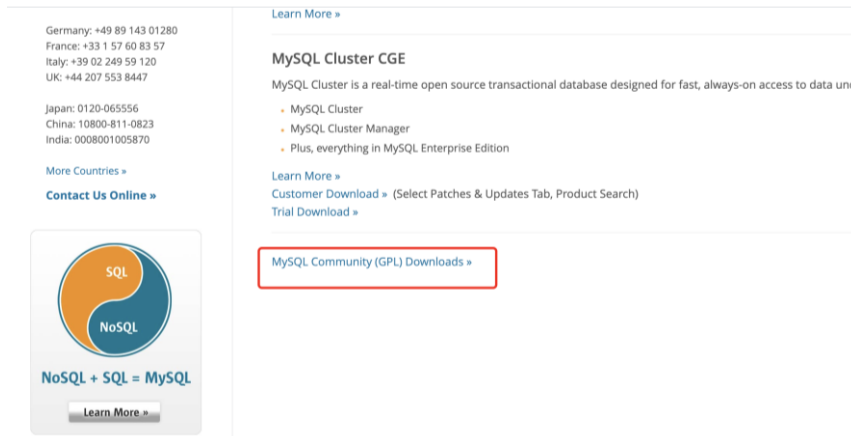 Germany: +49 89 143 01280
France: +33 1 57 60 83 57
Italy: +39 02 249 59 120
UK: +44 207 553 8447
Japan: 0120-065556
China: 10800-811-0823
India: 0008001005870
More Countries »
Contact Us Online »
SQL
NoSQL
NoSQL + SQL = MySQL
Learn More »
Learn More »
MySQL Cluster CGE
MySQL Cluster is a real-time open source transactional database designed for fast, always-on access to data
• MySQL Cluster
• MySQL Cluster Manager
• Plus, everything in MySQL Enterprise Edition
Learn More »
Customer Download » (Select Patches & Updates Tab, Product Search)
Trial Download »
MySQL Community (GPL) Downloads »